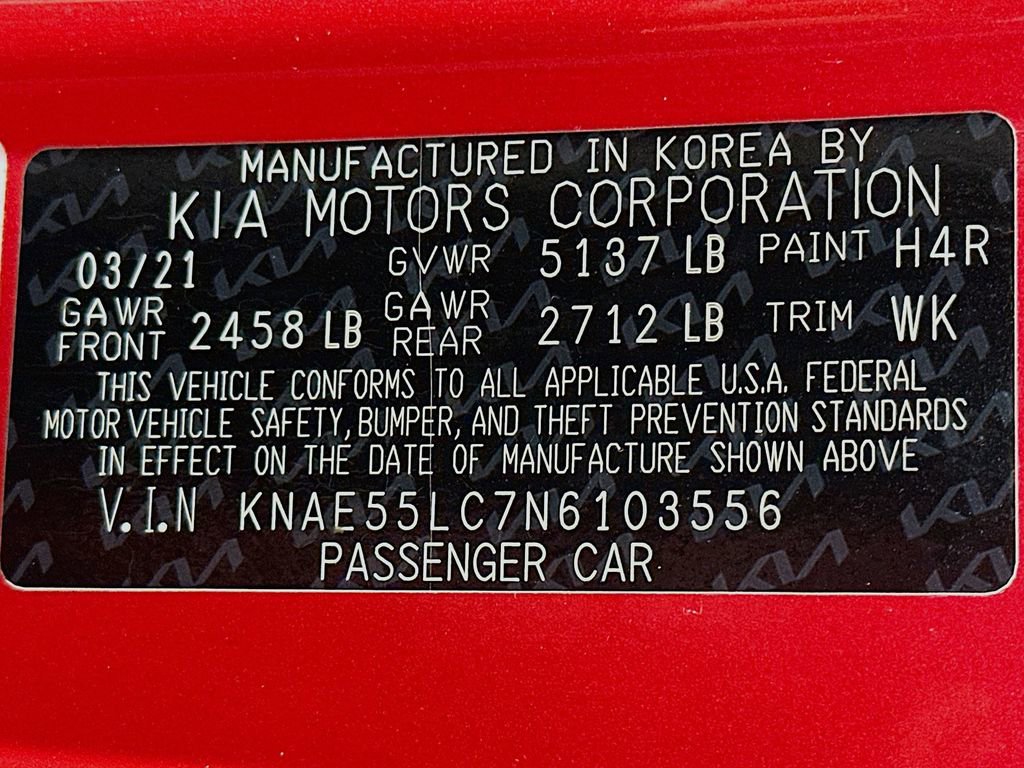 MANUFACTURED IN KOREA BY
KIA MOTORS CORPORATION
03/21 GVWR 5137 LB PAINT H4R
GAWR FRONT 2458 LB GAWR REAR 2712 LB TRIM WK
THIS VEHICLE CONFORMS TO ALL APPLICABLE U.S.A. FEDERAL
MOTOR VEHICLE SAFETY, BUMPER, AND THEFT PREVENTION STANDARDS
IN EFFECT ON THE DATE OF MANUFACTURE SHOWN ABOVE
V.I.N KNAE55LC7N6103556
PASSENGER CAR